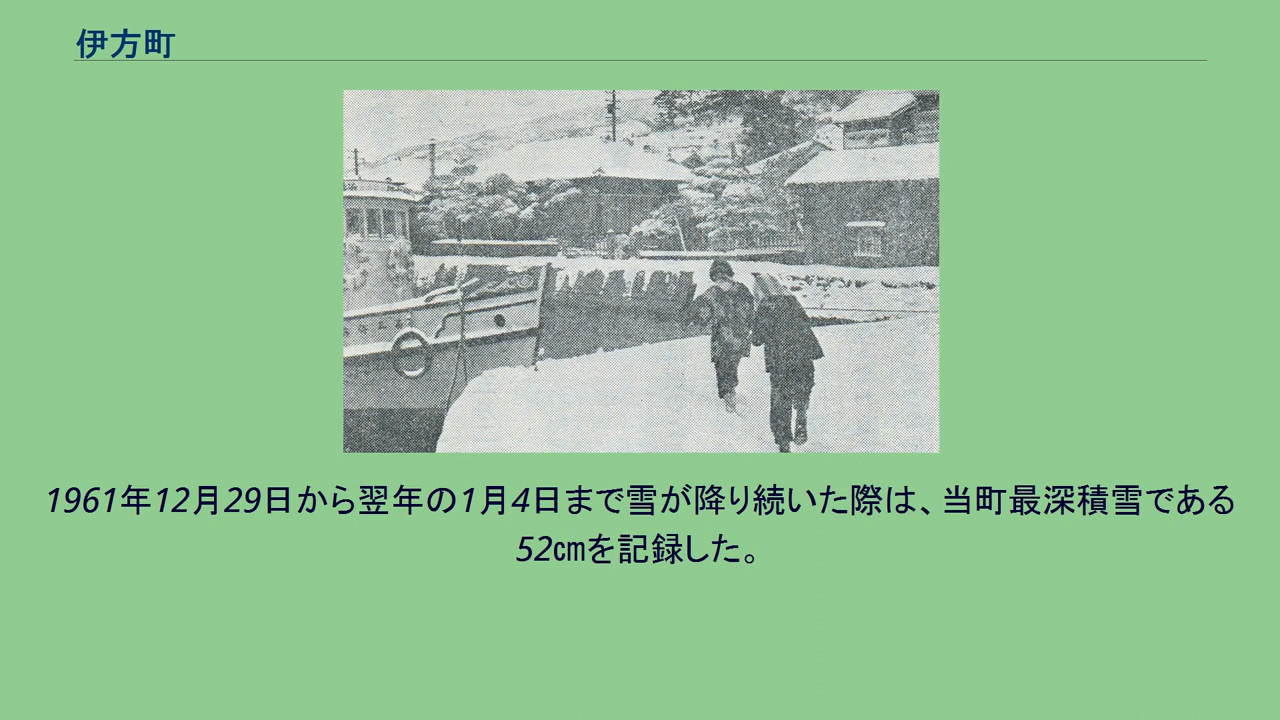 伊方町
1961年12月29日から翌年の1月4日まで雪が降り続いた際は、当町最深積雪である
52㎝を記録した。